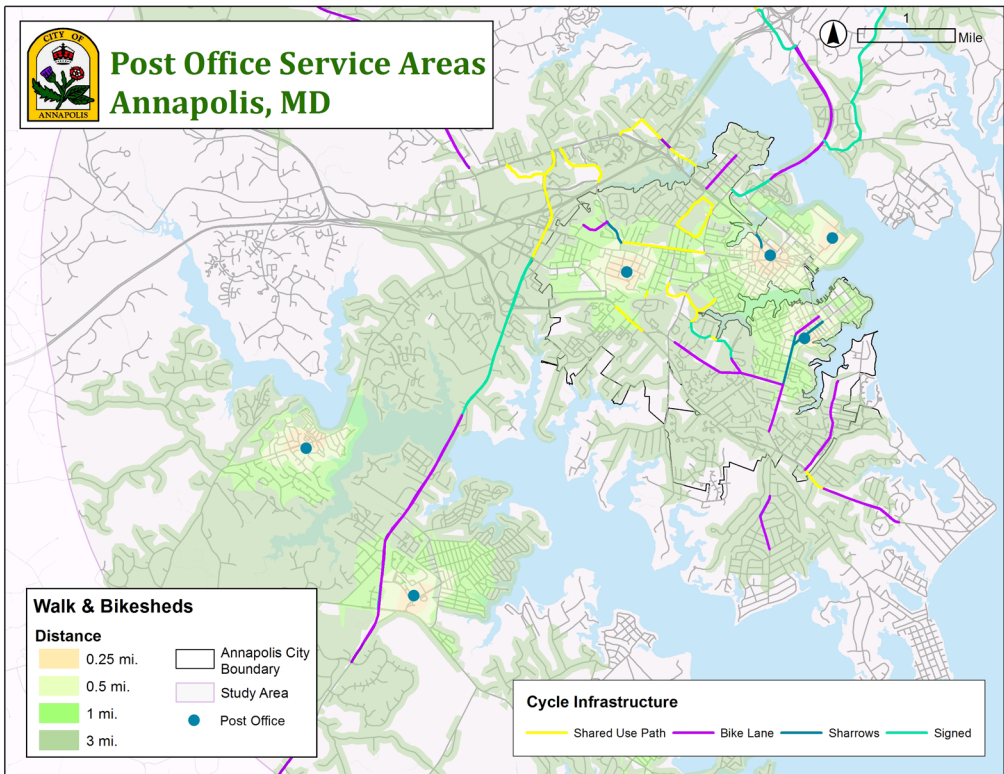 CITY OF
ANNAPOLIS
Post Office Service Areas
Annapolis, MD
1
Mile
Walk & Bikesheds
Distance
0.25 mi.
0.5 mi.
1 mi.
3 mi.
Annapolis City
Boundary
Study Area
Post Office
Cycle Infrastructure
Shared Use Path
Bike Lane
Sharrows
Signed